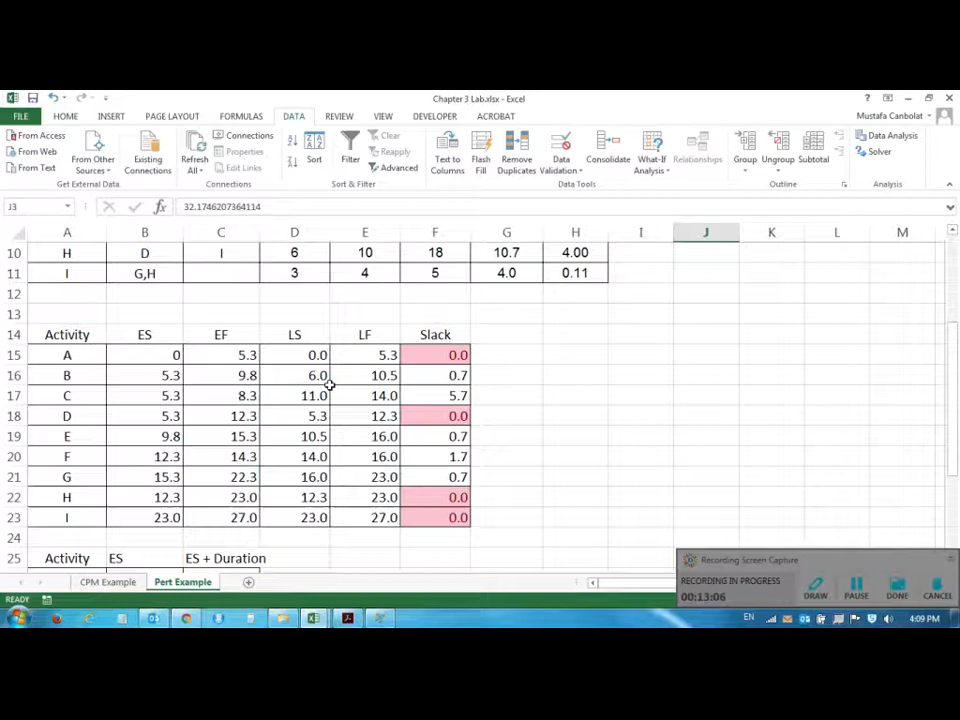 Chapter 3 Lab.xlsx - Excel
FILE HOME INSERT PAGE LAYOUT FORMULAS DATA REVIEW VIEW DEVELOPER ACROBAT Mustafa Canbolat
From Access
From Web
From Text
From Other Sources
Existing Connections
Refresh All
Connections
Properties
Edit Links
Sort
Filter
Clear
Reapply
Advanced
Text to Columns
Flash Fill
Remove Duplicates
Data Validation
Consolidate
What-If Analysis
Relationships
Group
Ungroup
Subtotal
Data Analysis
Solver
Get External Data Connections Sort & Filter Data Tools Outline Analysis
J3 fx 32.1746207364114
A B C D E F G H I J K L M
10 H D I 6 10 18 10.7 4.00
11 I G,H 3 4 5 4.0 0.11
12
13
14 Activity ES EF LS LF Slack
15 A 0 5.3 0.0 5.3 0.0
16 B 5.3 9.8 6.0 10.5 0.7
17 C 5.3 8.3 11.0 14.0 5.7
18 D 5.3 12.3 5.3 12.3 0.0
19 E 9.8 15.3 10.5 16.0 0.7
20 F 12.3 14.3 14.0 16.0 1.7
21 G 15.3 22.3 16.0 23.0 0.7
22 H 12.3 23.0 12.3 23.0 0.0
23 I 23.0 27.0 23.0 27.0 0.0
24
25 Activity ES ES + Duration
Recording Screen Capture
RECORDING IN PROGRESS
00:13:06
DRAW PAUSE DONE CANCEL
CPM Example Pert Example
READY
EN 4:09 PM